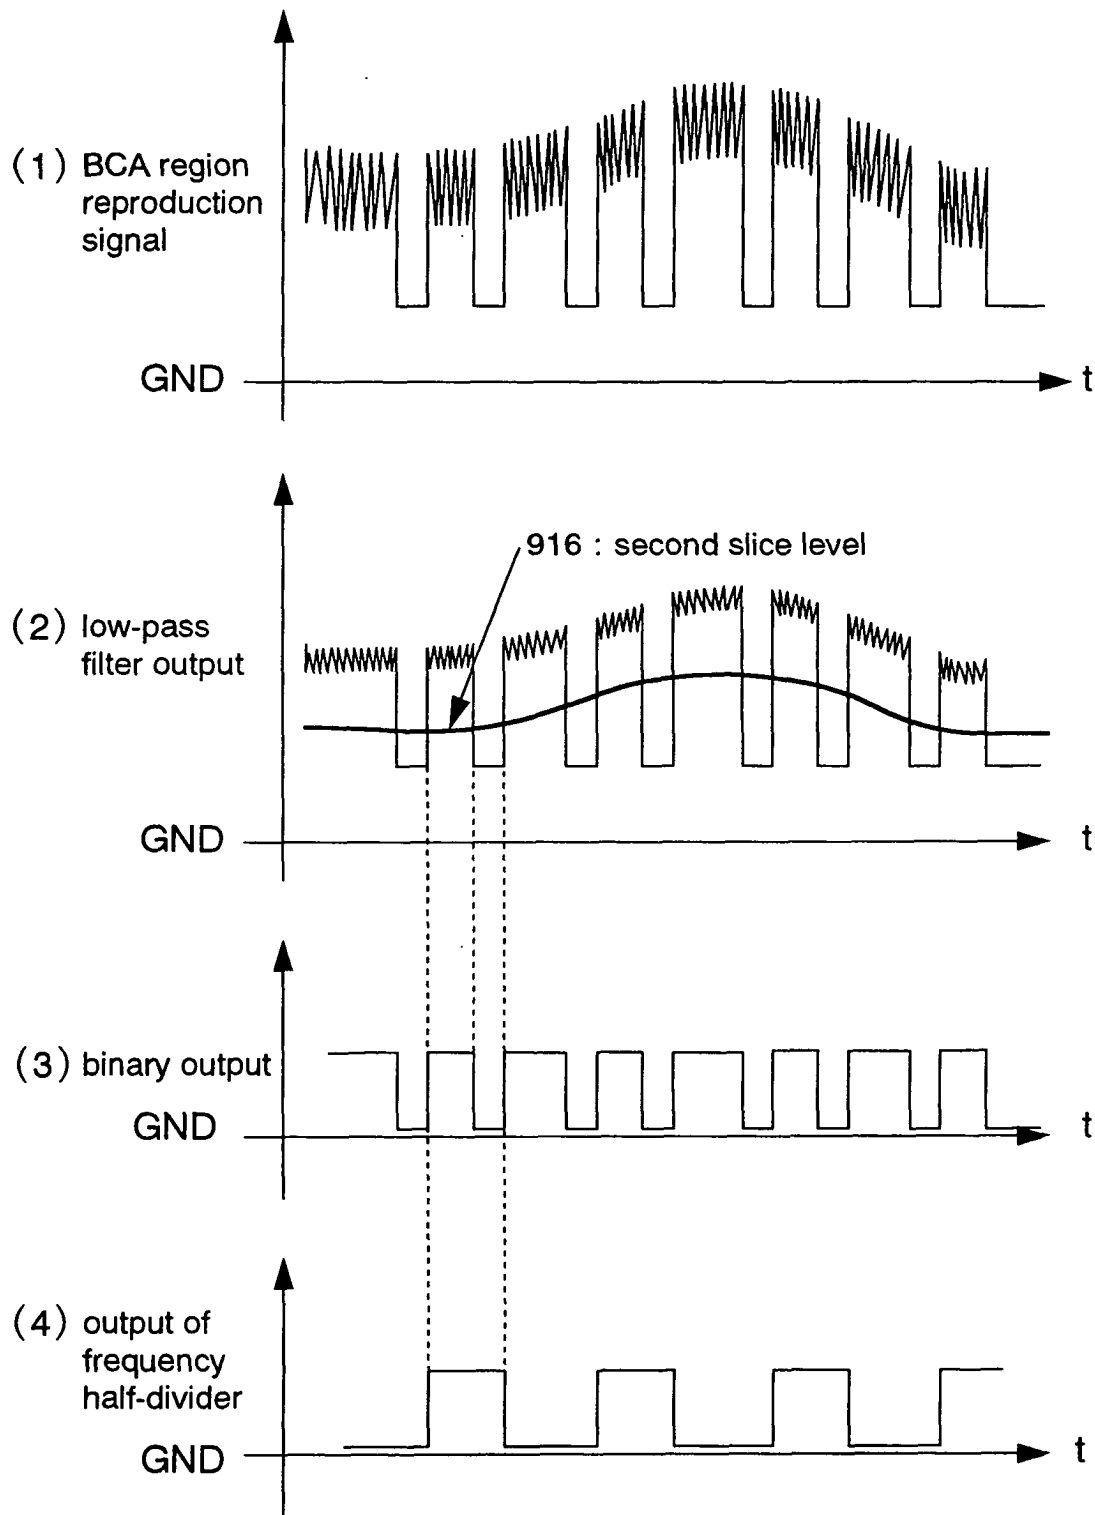 (1) BCA region
reproduction
signal
GND
t
916 : second slice level
(2) low-pass
filter output
GND
t
(3) binary output
GND
t
(4) output of
frequency
half-divider
GND
t